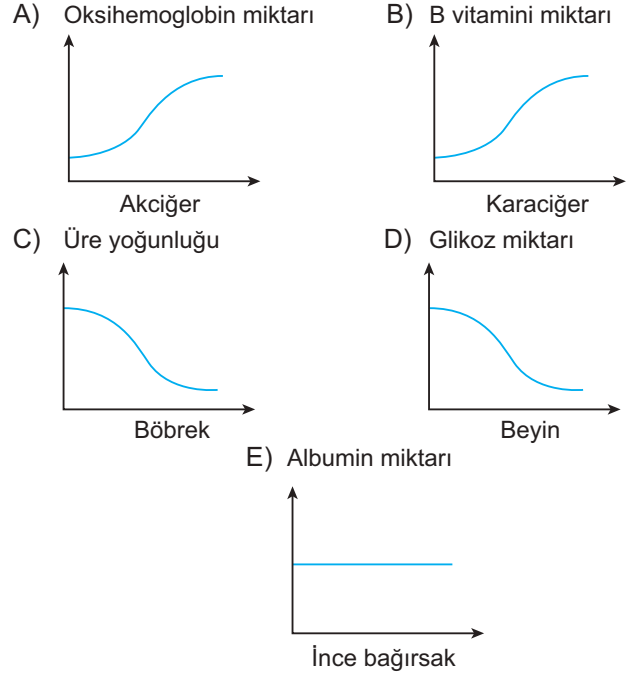 A) Oksihemoglobin miktarı
Akciğer
B) B vitamini miktarı
Karaciğer
C) Üre yoğunluğu
Böbrek
D) Glikoz miktarı
Beyin
E) Albumin miktarı
İnce bağırsak